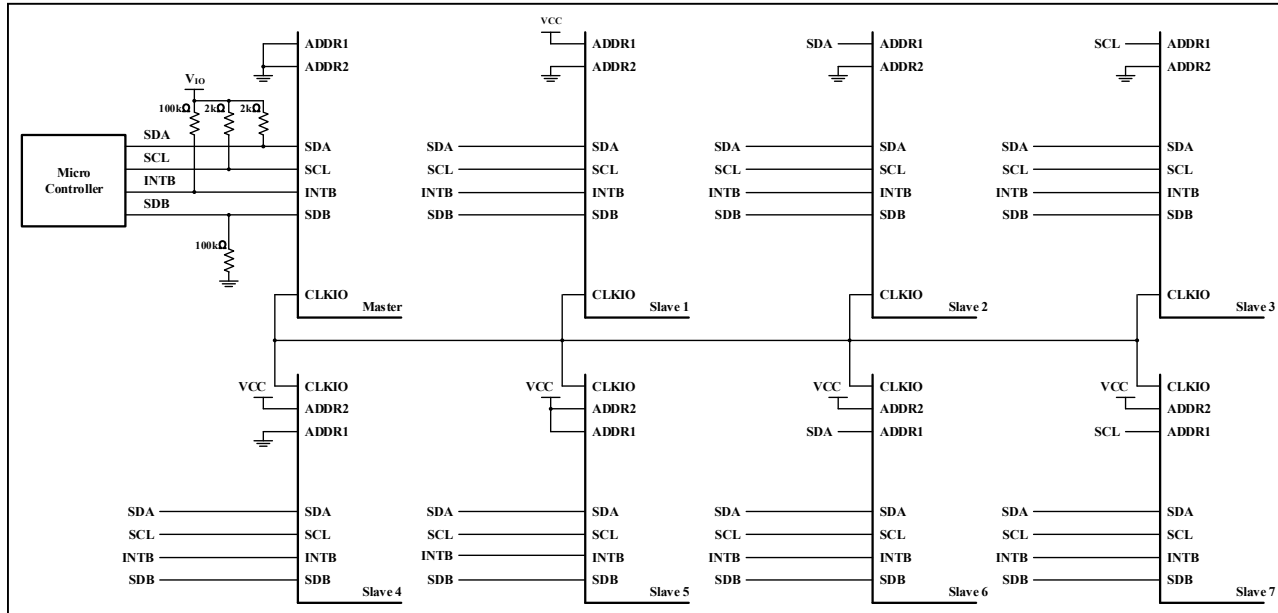 VCC
ADDR1
ADDR2
ADDR1
ADDR2
SDA
ADDR1
ADDR2
SCL
ADDR1
ADDR2
VIO
100kΩ
2kΩ
2kΩ
Micro
Controller
SDA
SCL
INTB
SDB
100kΩ
SDA
SCL
INTB
SDB
CLKIO
Master
SDA
SCL
INTB
SDB
SDA
SCL
INTB
SDB
CLKIO
Slave 1
SDA
SCL
INTB
SDB
SDA
SCL
INTB
SDB
CLKIO
Slave 2
SDA
SCL
INTB
SDB
SDA
SCL
INTB
SDB
CLKIO
Slave 3
VCC
CLKIO
ADDR2
ADDR1
SDA
SCL
INTB
SDB
SDA
SCL
INTB
SDB
Slave 4
VCC
CLKIO
ADDR2
ADDR1
SDA
SCL
INTB
SDB
SDA
SCL
INTB
SDB
Slave 5
VCC
SDA
CLKIO
ADDR2
ADDR1
SDA
SCL
INTB
SDB
SDA
SCL
INTB
SDB
Slave 6
VCC
SCL
CLKIO
ADDR2
ADDR1
SDA
SCL
INTB
SDB
SDA
SCL
INTB
SDB
Slave 7